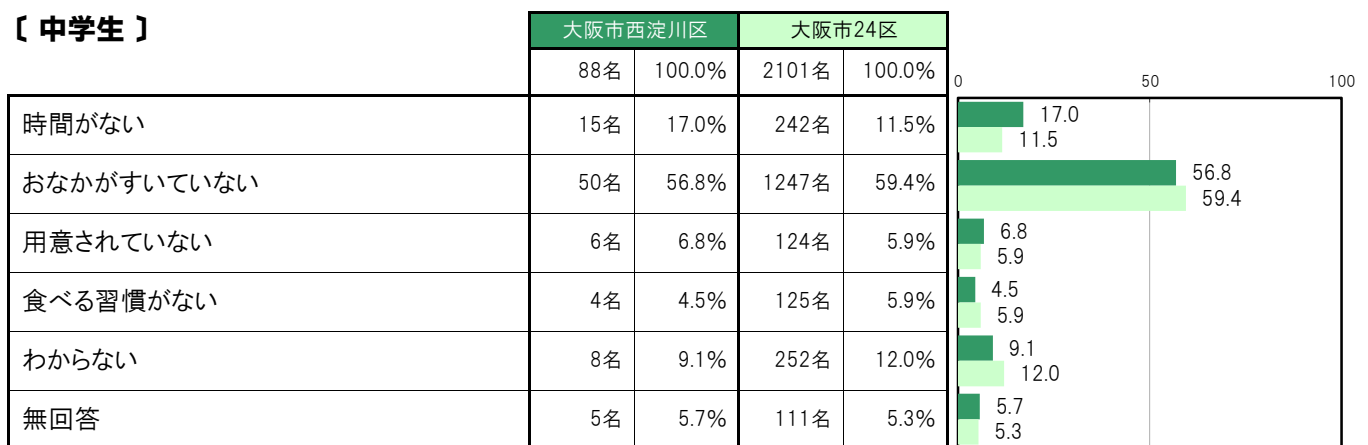 〔 中学生 〕
大阪市西淀川区 大阪市24区
88名 100.0% 2101名 100.0%
0 50 100
時間がない 15名 17.0% 242名 11.5% 17.0
11.5
おなかがすいていない 50名 56.8% 1247名 59.4% 56.8
59.4
用意されていない 6名 6.8% 124名 5.9% 6.8
5.9
食べる習慣がない 4名 4.5% 125名 5.9% 4.5
5.9
わからない 8名 9.1% 252名 12.0% 9.1
12.0
無回答 5名 5.7% 111名 5.3% 5.7
5.3